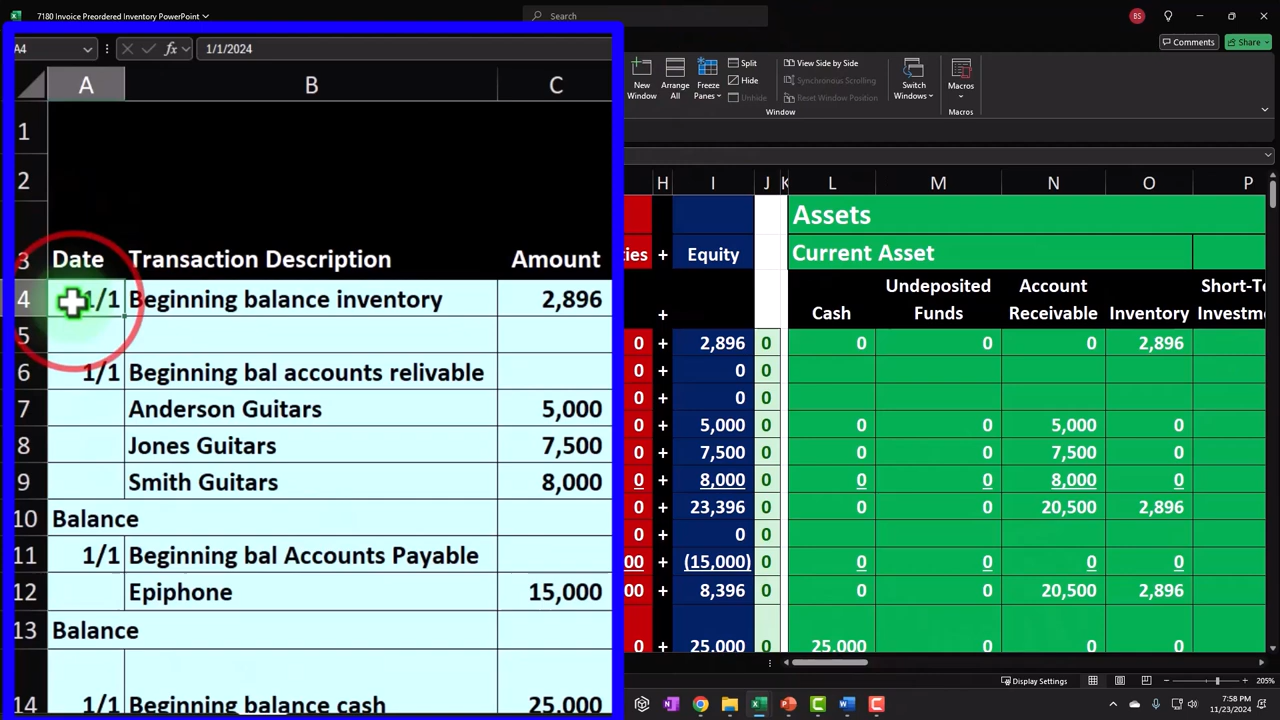 7180 Invoice Preordered Inventory PowerPoint
Search
BS
A4
fx
1/1/2024
Comments
Share
New Window
Arrange All
Freeze Panes
Split
Hide
Unhide
View Side by Side
Synchronous Scrolling
Reset Window Position
Switch Windows
Macros
Window
Macros
A B C
1
2
3 Date Transaction Description Amount
4 1/1 Beginning balance inventory 2,896
5
6 1/1 Beginning bal accounts relivable
7 Anderson Guitars 5,000
8 Jones Guitars 7,500
9 Smith Guitars 8,000
10 Balance
11 1/1 Beginning bal Accounts Payable
12 Epiphone 15,000
13 Balance
14 1/1 Beginning balance cash 25,000
H I J K L M N O P
Assets
ties + Equity Current Asset
+ Cash Undeposited Funds Account Receivable Inventory Short-Te Investme
0 + 2,896 0 0 0 0 2,896
0 + 0 0
0 + 0 0
0 + 5,000 0 0 0 5,000 0
0 + 7,500 0 0 0 7,500 0
0 + 8,000 0 0 0 8,000 0
0 + 23,396 0 0 0 20,500 2,896
0 + 0 0
00 + (15,000) 0 0 0 0 0
00 + 8,396 0 0 0 20,500 2,896
0 + 25,000 0 25,000 0 0 0
Display Settings
205%
7:58 PM
11/23/2024